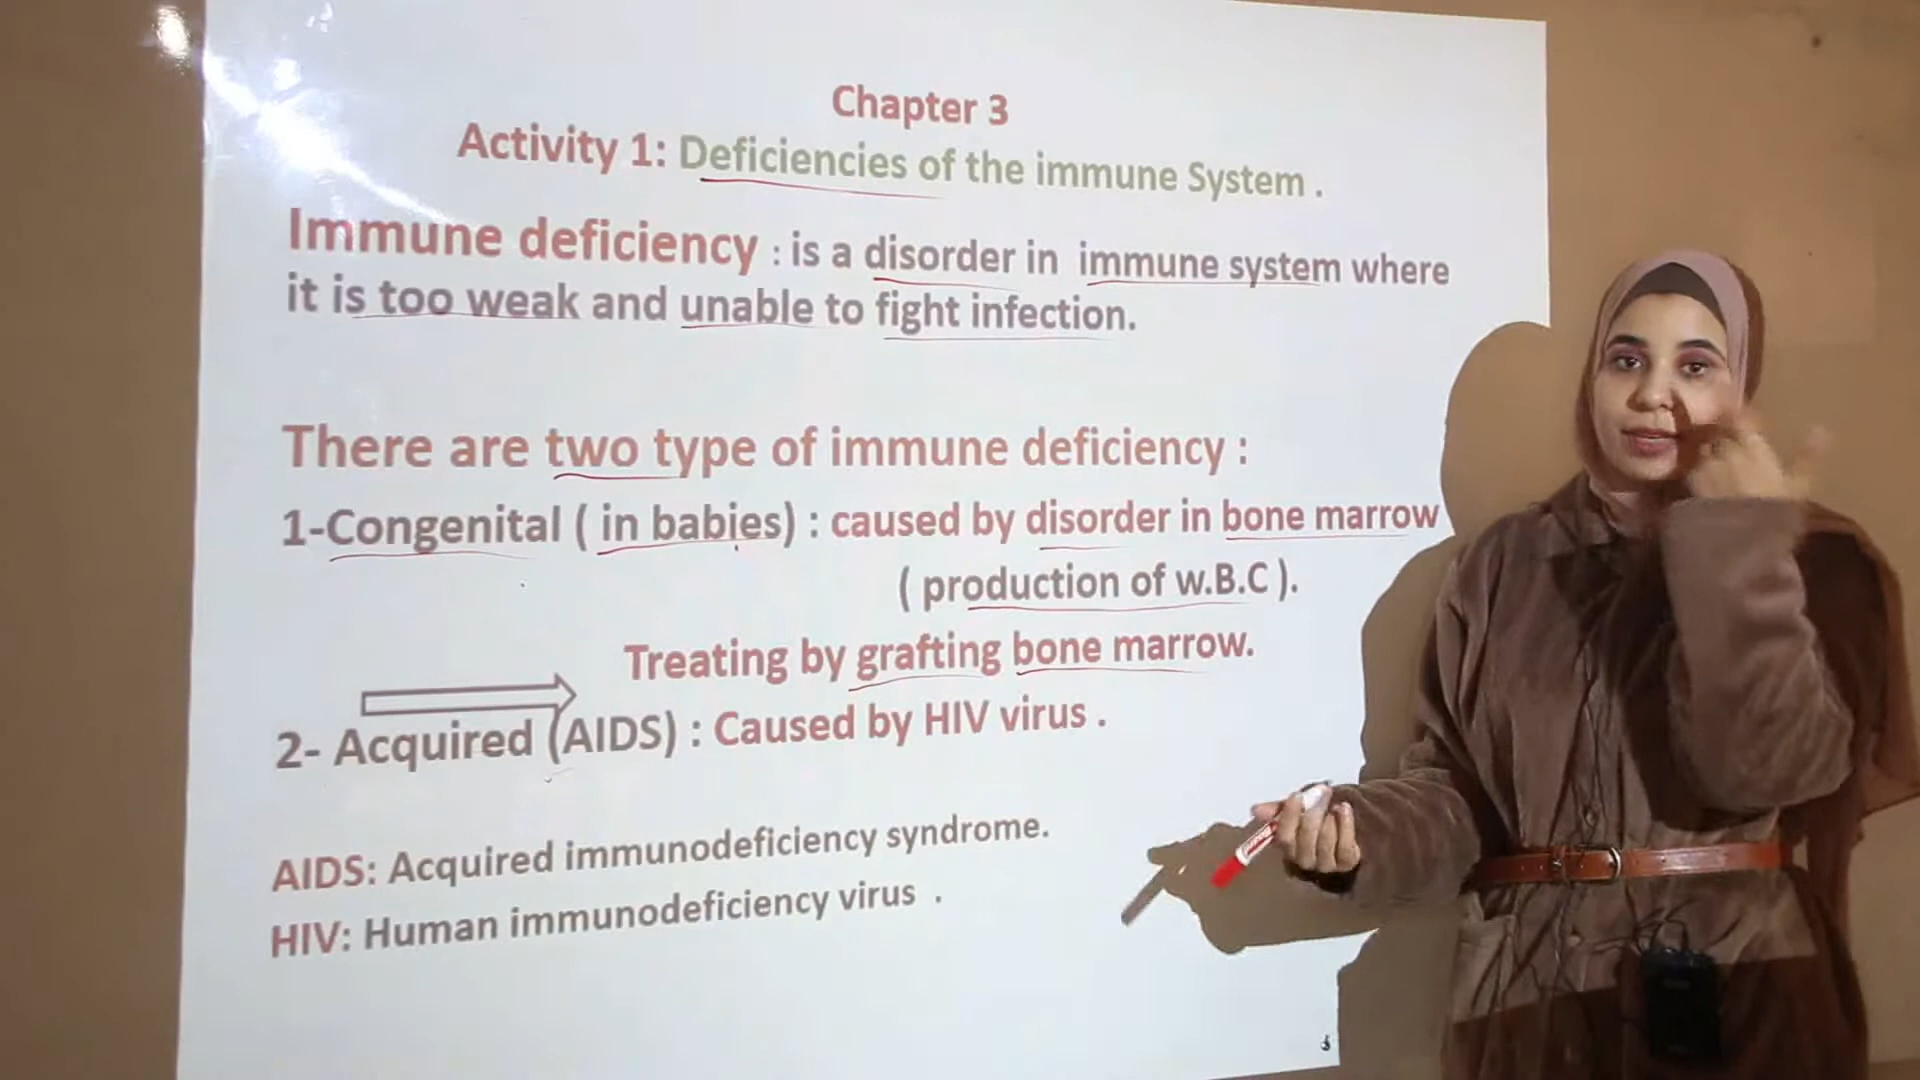 Chapter 3
Activity 1: Deficiencies of the immune System .
Immune deficiency : is a disorder in immune system where
it is too weak and unable to fight infection.
There are two type of immune deficiency :
1-Congenital ( in babies) : caused by disorder in bone marrow
( production of w.B.C ).
Treating by grafting bone marrow.
2- Acquired (AIDS) : Caused by HIV virus .
AIDS: Acquired immunodeficiency syndrome.
HIV: Human immunodeficiency virus .